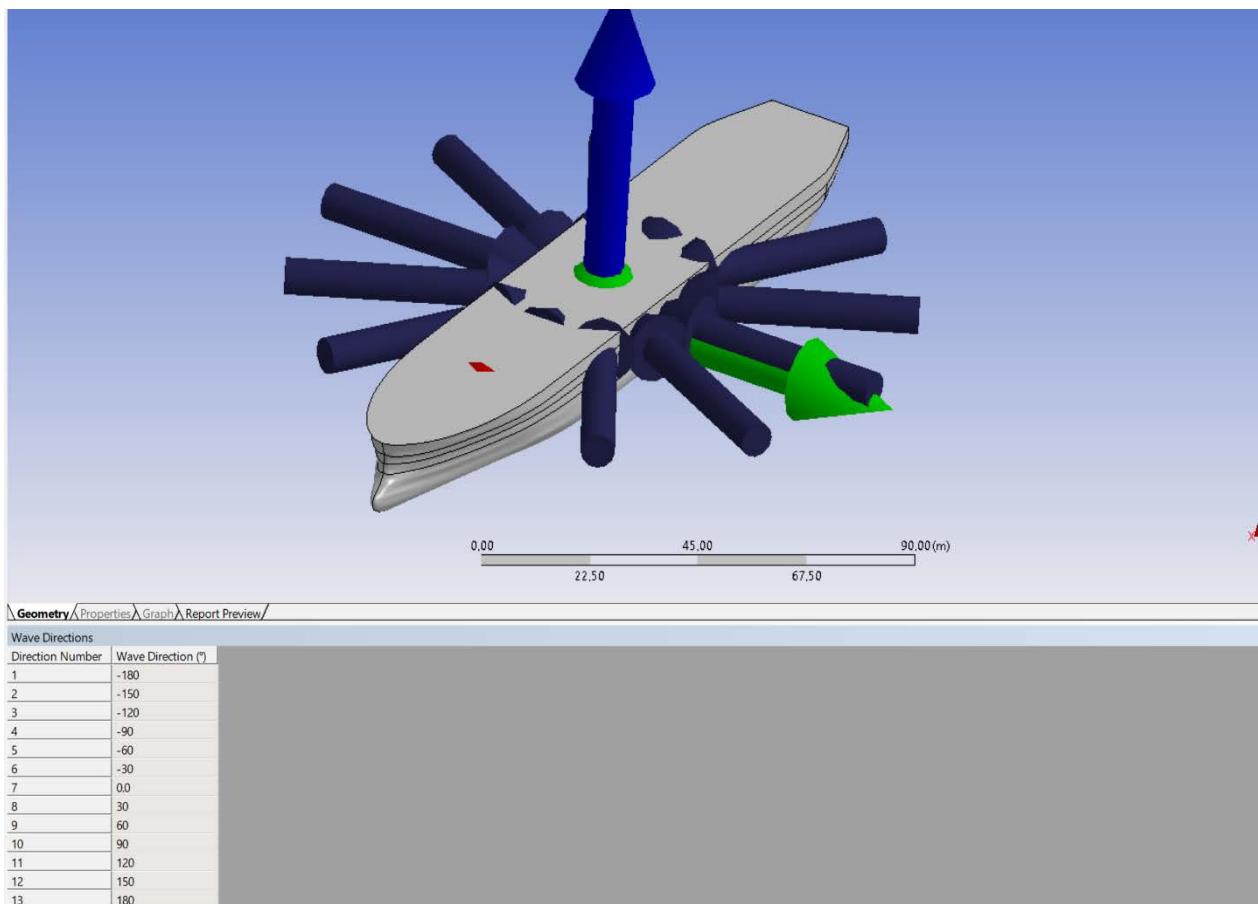 0,00 45,00 90,00 (m)
22,50 67,50
X
Geometry Properties Graph Report Preview
Wave Directions
Direction Number Wave Direction (°)
1 -180
2 -150
3 -120
4 -90
5 -60
6 -30
7 0.0
8 30
9 60
10 90
11 120
12 150
13 180